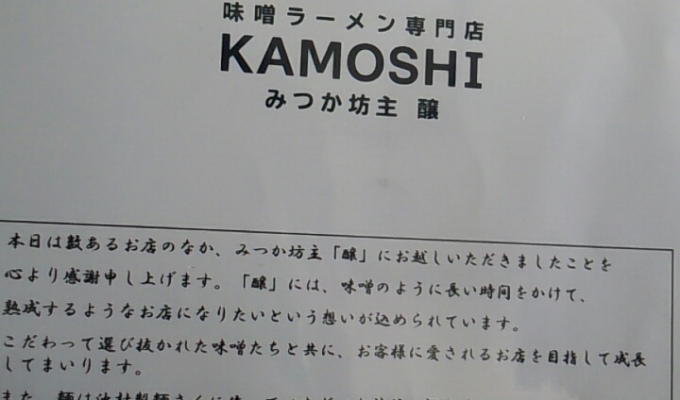 味噌ラーメン専門店
KAMOSHI
みつか坊主 醸
本日は数あるお店のなか、みつか坊主「醸」にお越しいただきましたことを
心より感謝申し上げます。「醸」には、味噌のように長い時間をかけて、
熟成するようなお店になりたいという想いが込められています。
こだわって選び抜かれた味噌たちと共に、お客様に愛されるお店を目指して成長
してまいります。
また、麺は